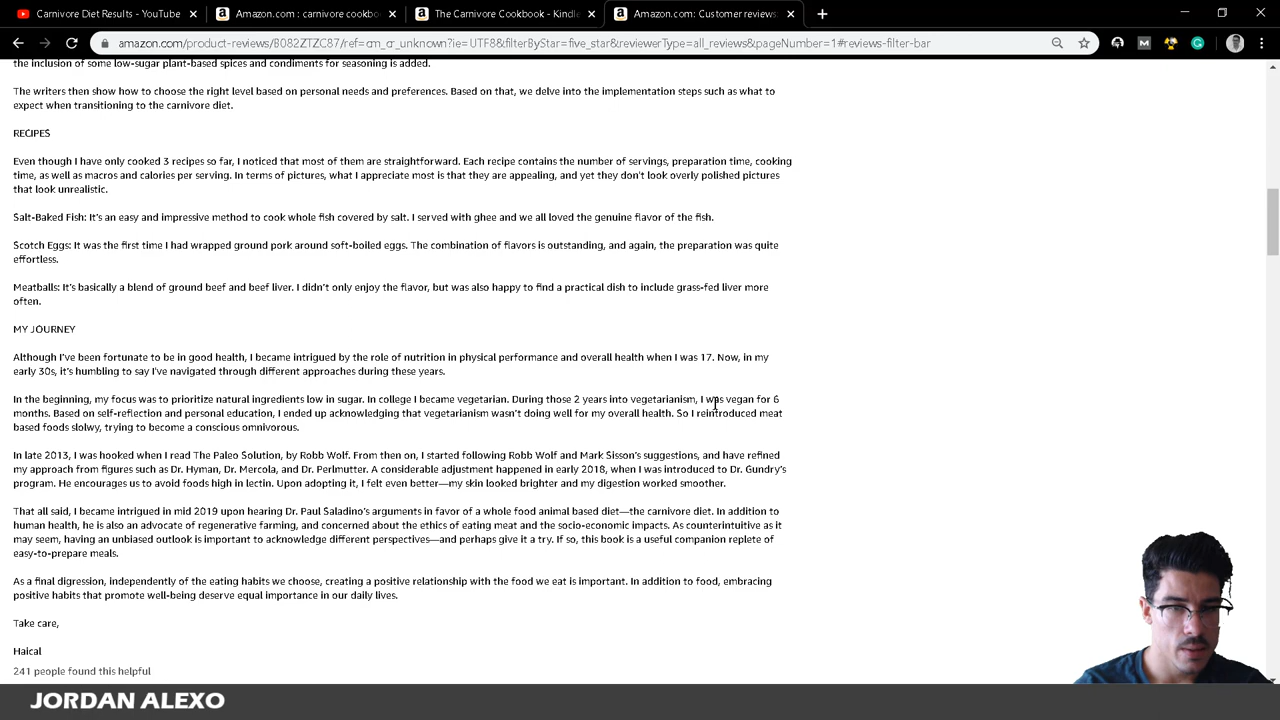 Carnivore Diet Results - YouTube
Amazon.com : carnivore cookbo
The Carnivore Cookbook - Kindl
Amazon.com: Customer reviews
amazon.com/product-reviews/B082ZTZC87/ref=cm_cr_unknown?ie=UTF8&filterByStar=five_star&reviewerType=all_reviews&pageNumber=1#reviews-filter-bar
the inclusion of some low-sugar plant-based spices and condiments for seasoning is added.
The writers then show how to choose the right level based on personal needs and preferences. Based on that, we delve into the implementation steps such as what to
expect when transitioning to the carnivore diet.
RECIPES
Even though I have only cooked 3 recipes so far, I noticed that most of them are straightforward. Each recipe contains the number of servings, preparation time, cooking
time, as well as macros and calories per serving. In terms of pictures, what I appreciate most is that they are appealing, and yet they don't look overly polished pictures
that look unrealistic.
Salt-Baked Fish: It's an easy and impressive method to cook whole fish covered by salt. I served with ghee and we all loved the genuine flavor of the fish.
Scotch Eggs: It was the first time I had wrapped ground pork around soft-boiled eggs. The combination of flavors is outstanding, and again, the preparation was quite
effortless.
Meatballs: It's basically a blend of ground beef and beef liver. I didn't only enjoy the flavor, but was also happy to find a practical dish to include grass-fed liver more
often.
MY JOURNEY
Although I've been fortunate to be in good health, I became intrigued by the role of nutrition in physical performance and overall health when I was 17. Now, in my
early 30s, it's humbling to say I've navigated through different approaches during these years.
In the beginning, my focus was to prioritize natural ingredients low in sugar. In college I became vegetarian. During those 2 years into vegetarianism, I was vegan for 6
months. Based on self-reflection and personal education, I ended up acknowledging that vegetarianism wasn't doing well for my overall health. So I reintroduced meat
based foods slolwy, trying to become a conscious omnivorous.
In late 2013, I was hooked when I read The Paleo Solution, by Robb Wolf. From then on, I started following Robb Wolf and Mark Sisson's suggestions, and have refined
my approach from figures such as Dr. Hyman, Dr. Mercola, and Dr. Perlmutter. A considerable adjustment happened in early 2018, when I was introduced to Dr. Gundry's
program. He encourages us to avoid foods high in lectin. Upon adopting it, I felt even better—my skin looked brighter and my digestion worked smoother.
That all said, I became intrigued in mid 2019 upon hearing Dr. Paul Saladino's arguments in favor of a whole food animal based diet—the carnivore diet. In addition to
human health, he is also an advocate of regenerative farming, and concerned about the ethics of eating meat and the socio-economic impacts. As counterintuitive as it
may seem, having an unbiased outlook is important to acknowledge different perspectives—and perhaps give it a try. If so, this book is a useful companion replete of
easy-to-prepare meals.
As a final digression, independently of the eating habits we choose, creating a positive relationship with the food we eat is important. In addition to food, embracing
positive habits that promote well-being deserve equal importance in our daily lives.
Take care,
Haical
241 people found this helpful
JORDAN ALEXO